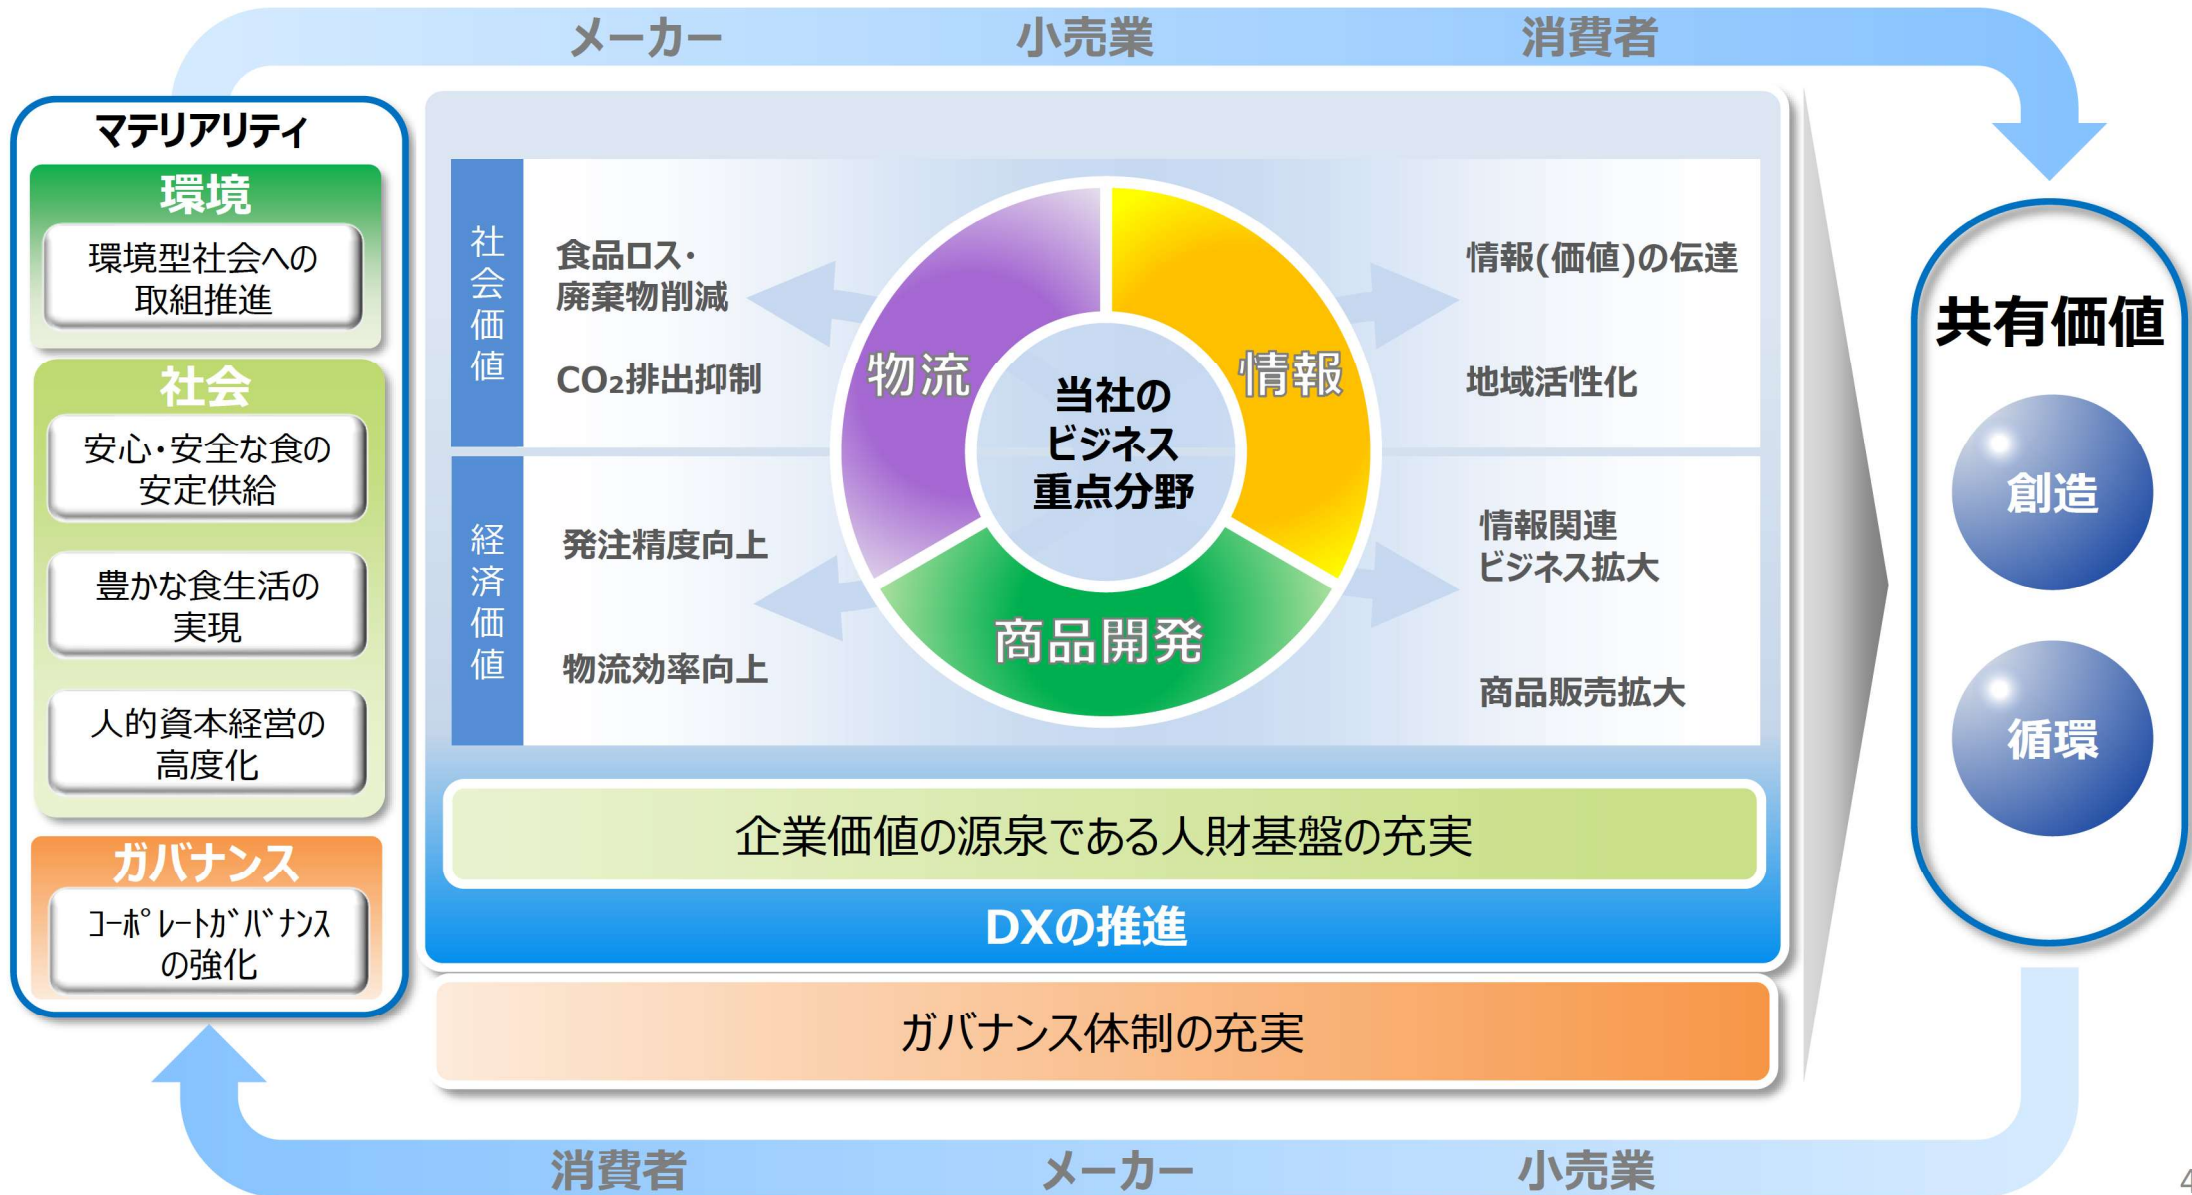 メーカー
小売業
消費者
マテリアリティ
環境
環境型社会への
取組推進
社会
安心・安全な食の
安定供給
豊かな食生活の
実現
人的資本経営の
高度化
ガバナンス
ｺｰﾎﾟﾚｰﾄｶﾞﾊﾞﾅﾝｽ
の強化
社会価値
食品ロス・
廃棄物削減
CO₂排出抑制
情報(価値)の伝達
地域活性化
物流
情報
商品開発
当社の
ビジネス
重点分野
経済価値
発注精度向上
物流効率向上
情報関連
ビジネス拡大
商品販売拡大
企業価値の源泉である人財基盤の充実
DXの推進
ガバナンス体制の充実
共有価値
創造
循環
消費者
メーカー
小売業
4